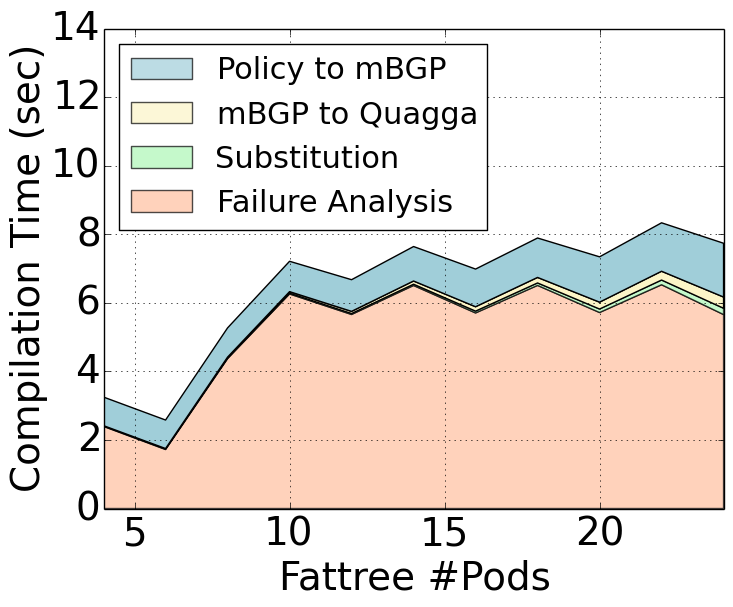 14
12
10
8
6
4
2
0
Compilation Time (sec)
Policy to mBGP
mBGP to Quagga
Substitution
Failure Analysis
5 10 15 20
Fattree #Pods